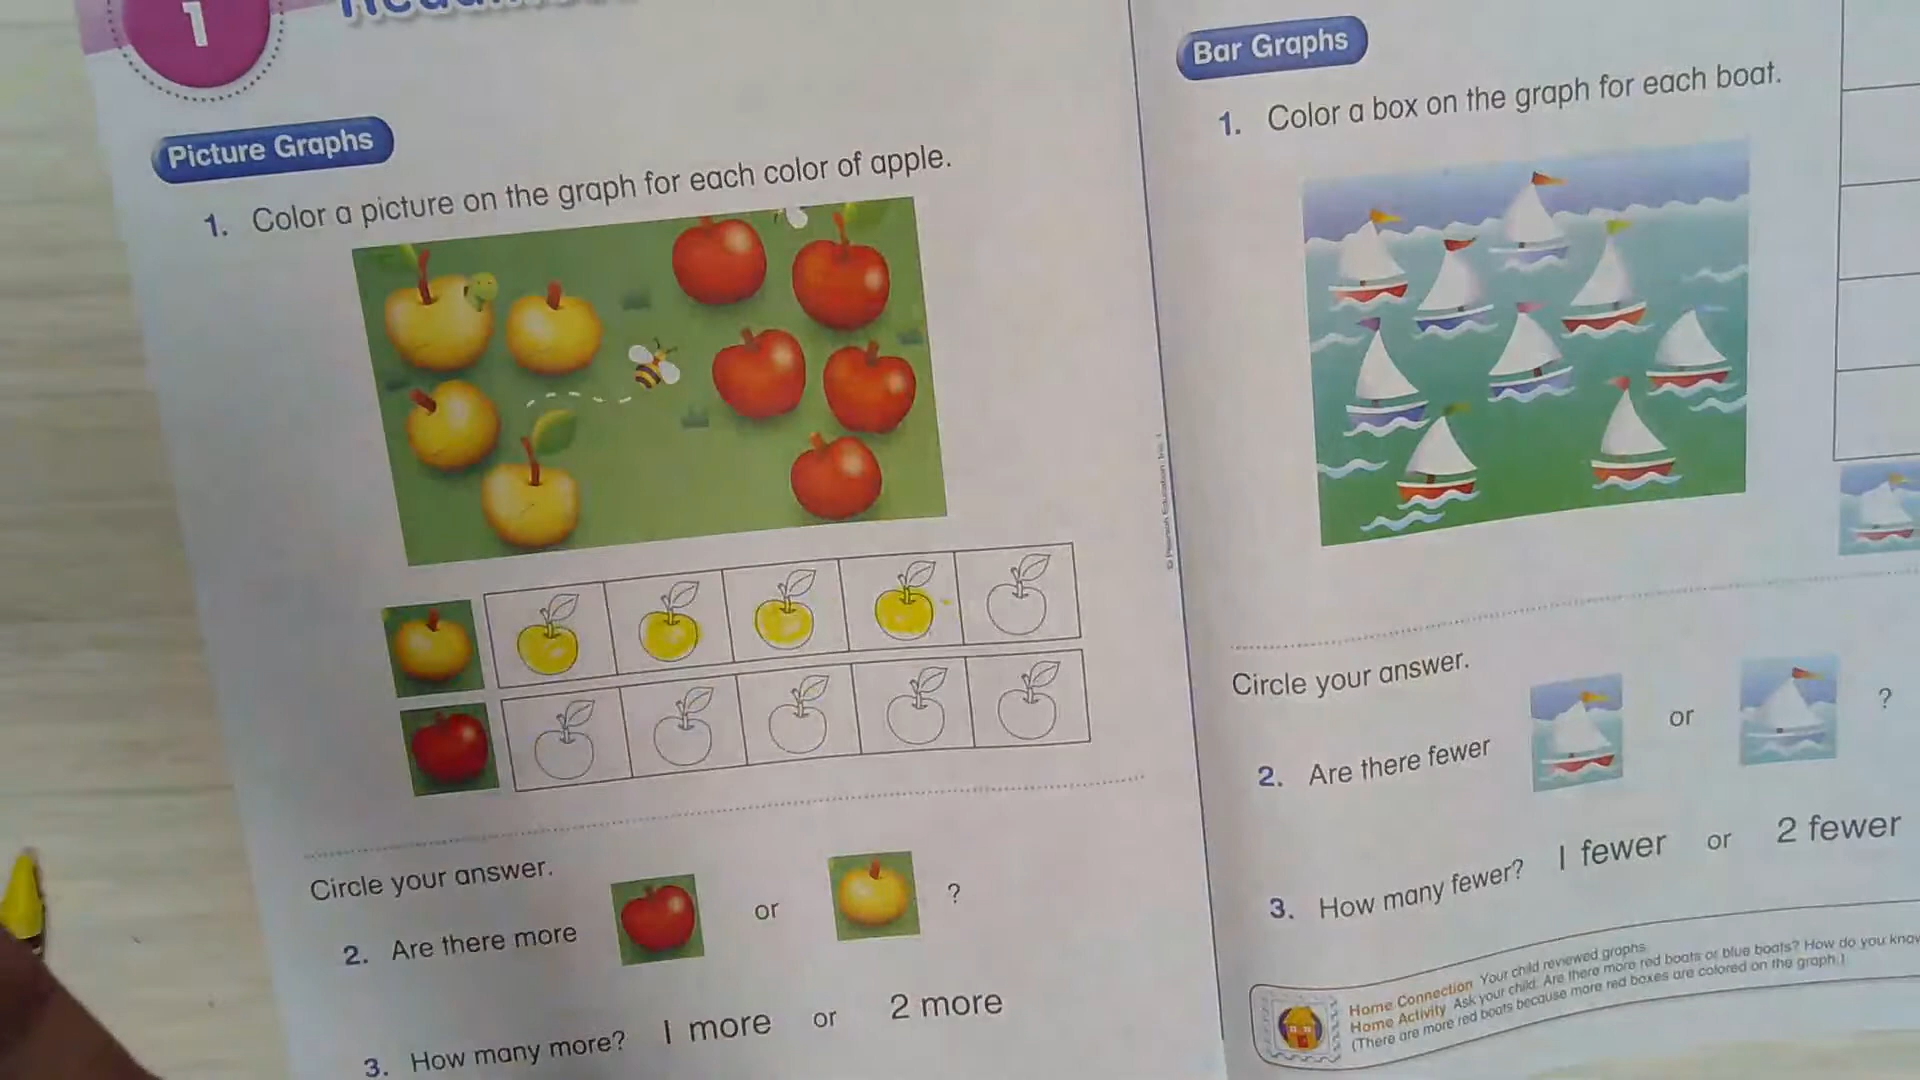 1
Picture Graphs
1. Color a picture on the graph for each color of apple.
Circle your answer.
2. Are there more or ?
3. How many more? 1 more or 2 more
© Pearson Education, Inc. 1
Bar Graphs
1. Color a box on the graph for each boat.
Circle your answer.
2. Are there fewer or ?
3. How many fewer? 1 fewer or 2 fewer
Home Connection Your child reviewed graphs.
Home Activity Ask your child: Are there more red boats or blue boats? How do you know
(There are more red boats because more red boxes are colored on the graph.)